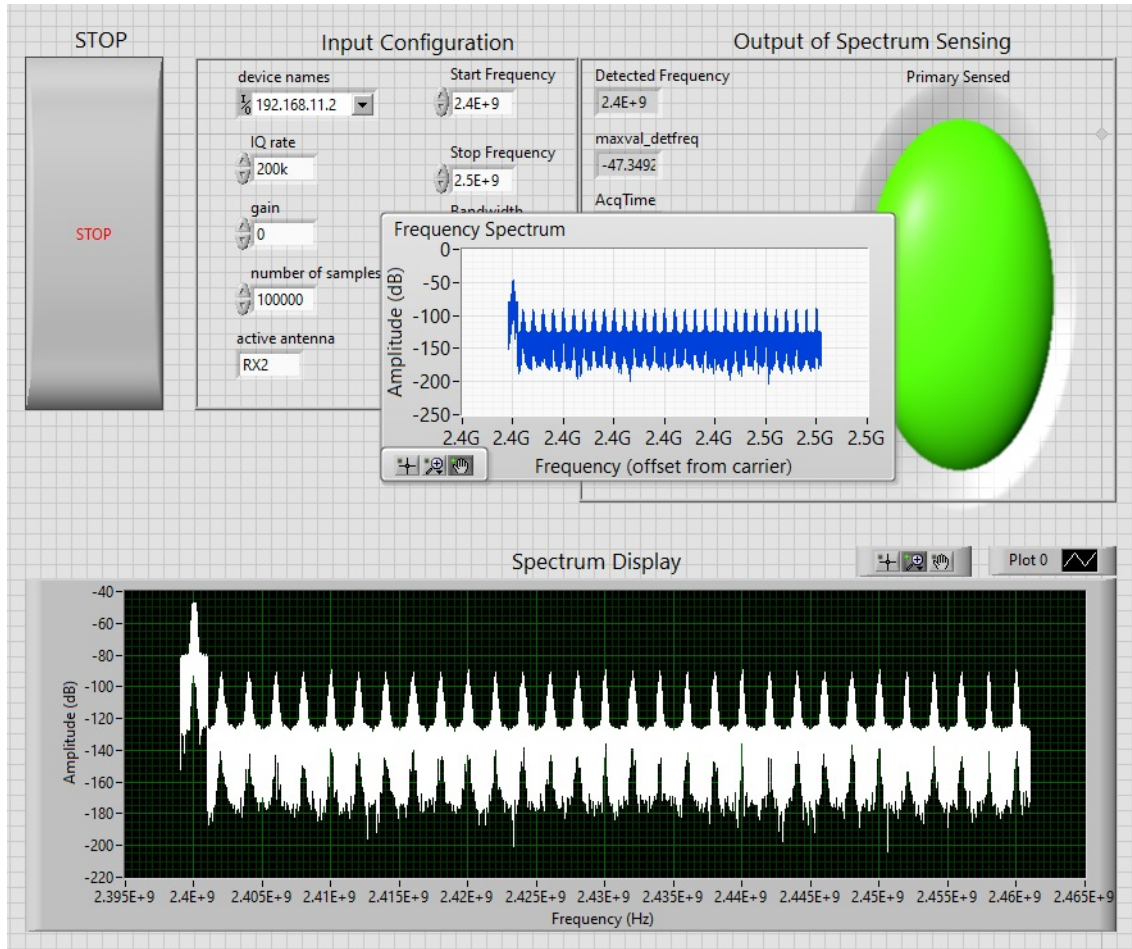 STOP
STOP
Input Configuration
device names
192.168.11.2
IQ rate
200k
gain
0
number of samples
100000
active antenna
RX2
Start Frequency
2.4E+9
Stop Frequency
2.5E+9
Bandwidth
Output of Spectrum Sensing
Detected Frequency
2.4E+9
maxval_detfreq
-47.3492
AcqTime
Primary Sensed
Frequency Spectrum
Amplitude (dB)
0-
-50-
-100-
-150-
-200-
-250-
2.4G 2.4G 2.4G 2.4G 2.4G 2.4G 2.5G 2.5G 2.5G
Frequency (offset from carrier)
Spectrum Display
Plot 0
Amplitude (dB)
-40-
-60-
-80-
-100-
-120-
-140-
-160-
-180-
-200-
-220-
2.395E+9 2.4E+9 2.405E+9 2.41E+9 2.415E+9 2.42E+9 2.425E+9 2.43E+9 2.435E+9 2.44E+9 2.445E+9 2.45E+9 2.455E+9 2.46E+9 2.465E+9
Frequency (Hz)